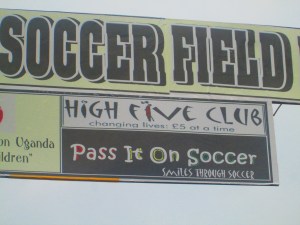 SOCCER FIELD
HIGH FIVE CLUB
changing lives: £5 at a time
on Uganda
ldren"
Pass It On Soccer
SMILES THROUGH SOCCER